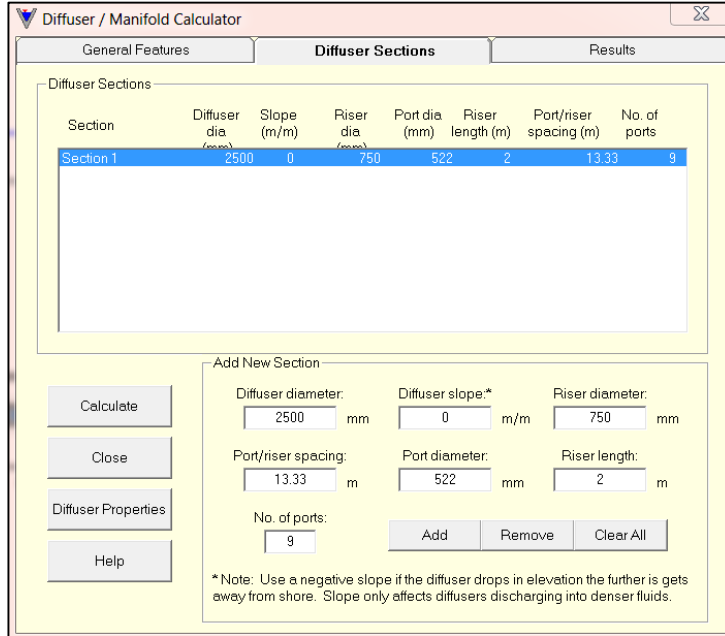 Diffuser / Manifold Calculator
General Features Diffuser Sections Results
Diffuser Sections
Section Diffuser dia (mm) Slope (m/m) Riser dia (mm) Port dia (mm) Riser length (m) Port/riser spacing (m) No. of ports
Section 1 2500 0 750 522 2 13.33 9
Add New Section
Calculate
Close
Diffuser Properties
Help
Diffuser diameter: Diffuser slope:* Riser diameter:
2500 mm 0 m/m 750 mm
Port/riser spacing: Port diameter: Riser length:
13.33 m 522 mm 2 m
No. of ports:
9 Add Remove Clear All
* Note: Use a negative slope if the diffuser drops in elevation the further is gets
away from shore. Slope only affects diffusers discharging into denser fluids.